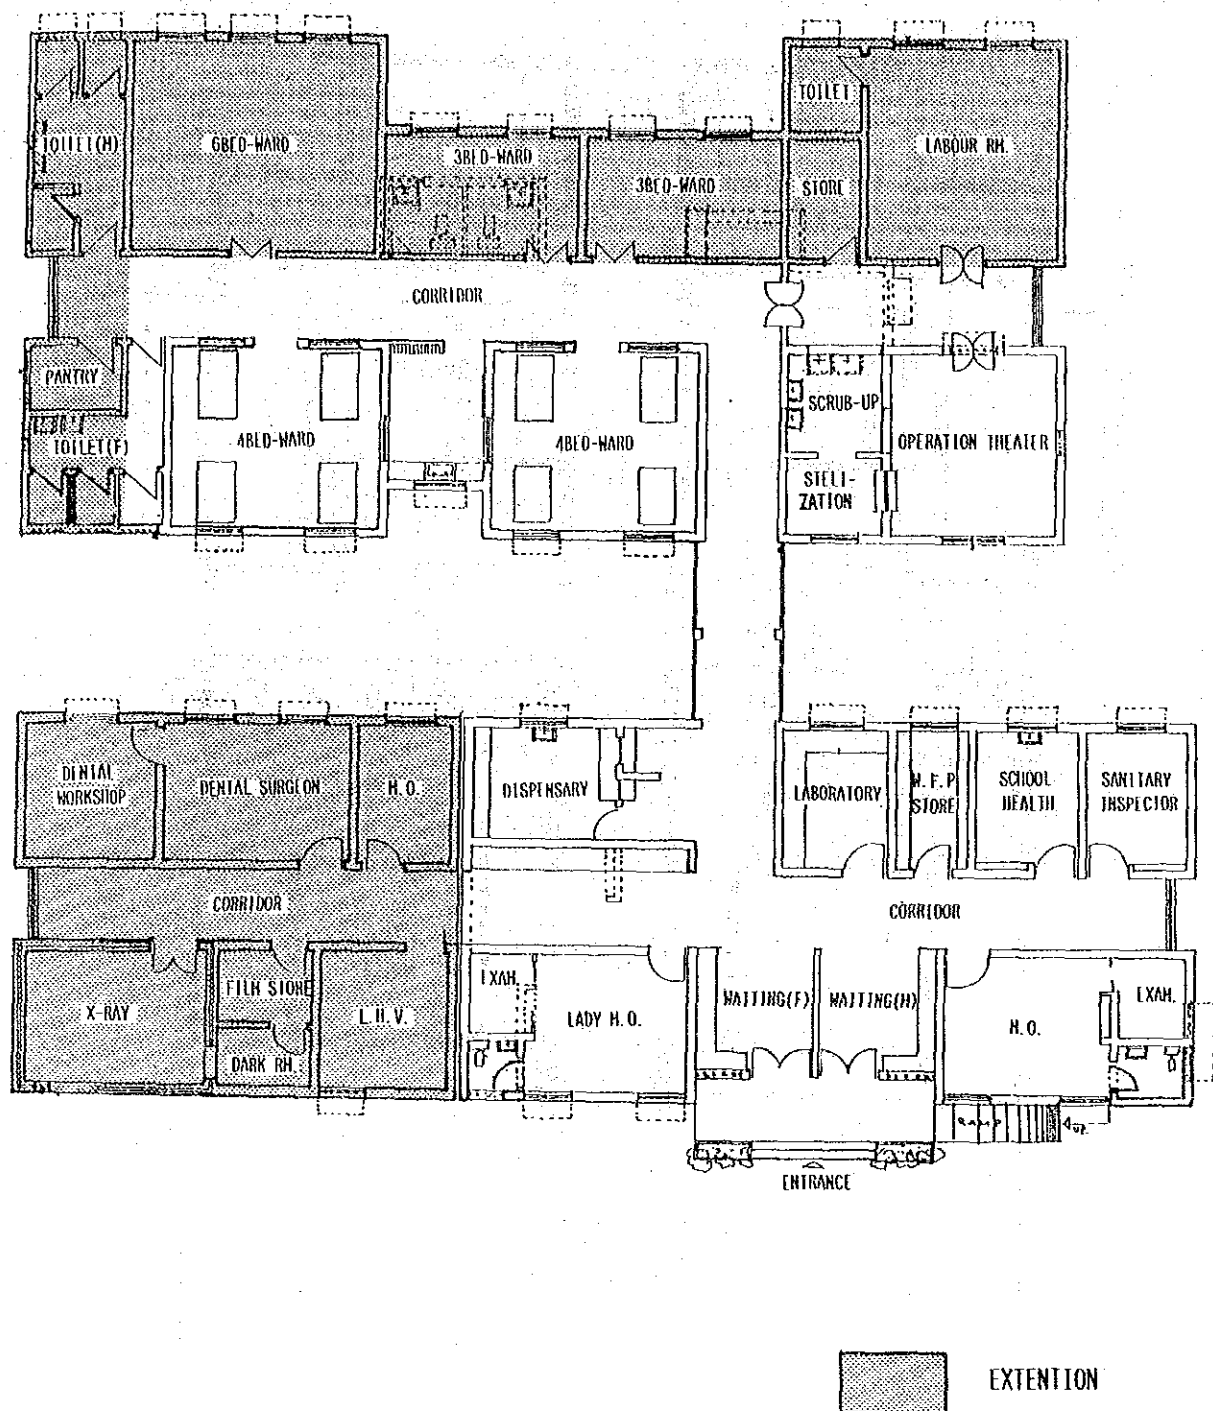 TOILET(M)
6BED-WARD
3BED-WARD
3BED-WARD
TOILET
STORE
LABOUR RM.
CORRIDOR
PANTRY
TOILET(F)
4BED-WARD
4BED-WARD
SCRUB-UP
STELI-
ZATION
OPERATION THEATER
DENTAL
WORKSHOP
DENTAL SURGEON
M.O.
DISPENSARY
LABORATORY
W.F.P
STORE
SCHOOL
HEALTH
SANITARY
INSPECTOR
CORRIDOR
CORRIDOR
X-RAY
FILM STORE
DARK RM.
L.H.V.
EXAM.
LADY M.O.
WAITING(F)
WAITING(M)
M.O.
EXAM.
RAMP
UP
ENTRANCE
EXTENTION